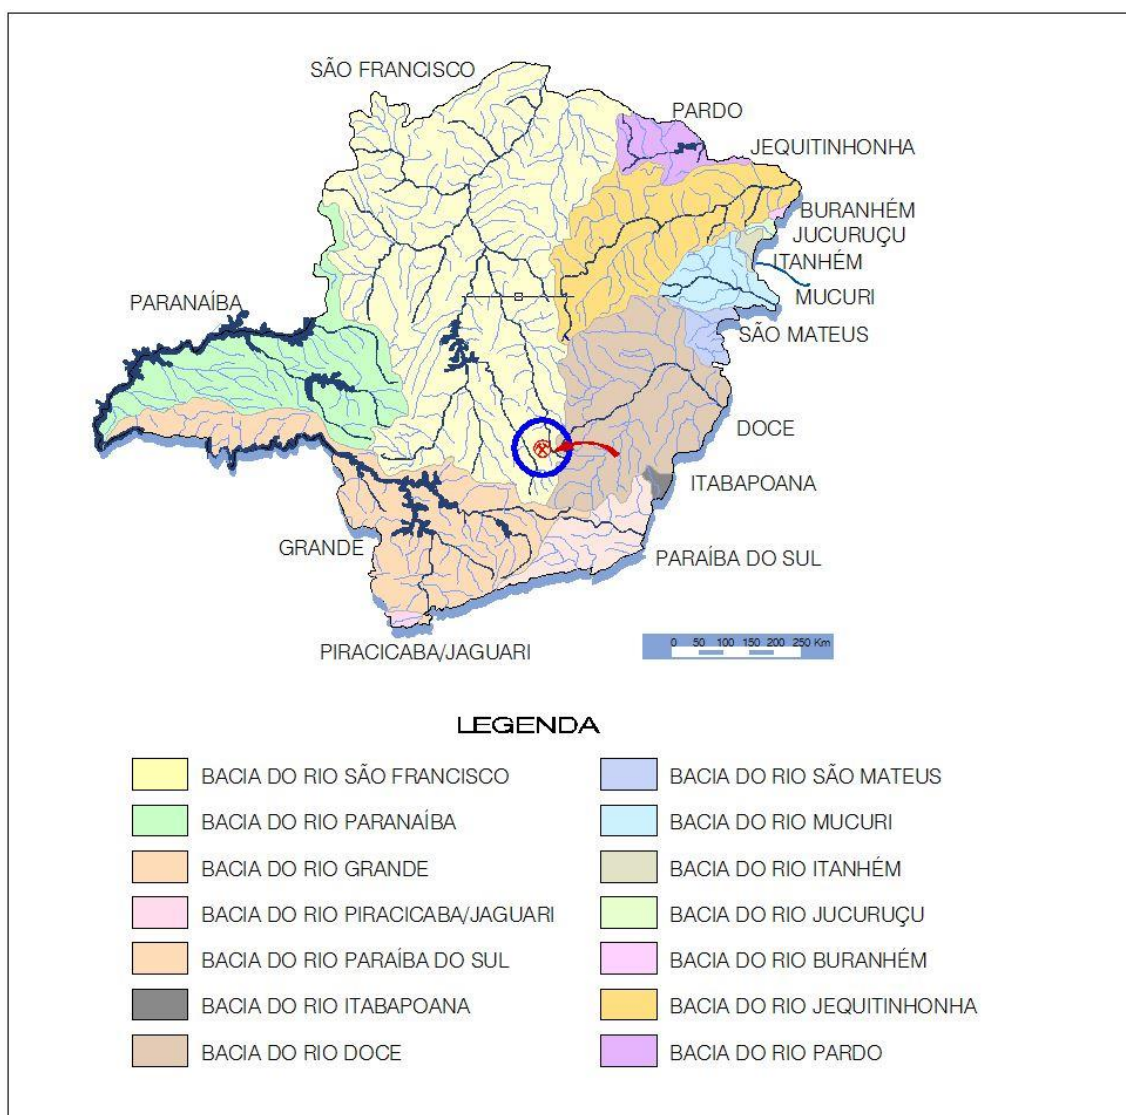 SÃO FRANCISCO
PARDO
JEQUITINHONHA
BURANHÉM
JUCURUÇU
ITANHÉM
MUCURI
PARANAÍBA
SÃO MATEUS
DOCE
ITABAPOANA
GRANDE
PARAÍBA DO SUL
PIRACICABA/JAGUARI
0 50 100 150 200 250 Km
LEGENDA
BACIA DO RIO SÃO FRANCISCO
BACIA DO RIO PARANAÍBA
BACIA DO RIO GRANDE
BACIA DO RIO PIRACICABA/JAGUARI
BACIA DO RIO PARAÍBA DO SUL
BACIA DO RIO ITABAPOANA
BACIA DO RIO DOCE
BACIA DO RIO SÃO MATEUS
BACIA DO RIO MUCURI
BACIA DO RIO ITANHÉM
BACIA DO RIO JUCURUÇU
BACIA DO RIO BURANHÉM
BACIA DO RIO JEQUITINHONHA
BACIA DO RIO PARDO